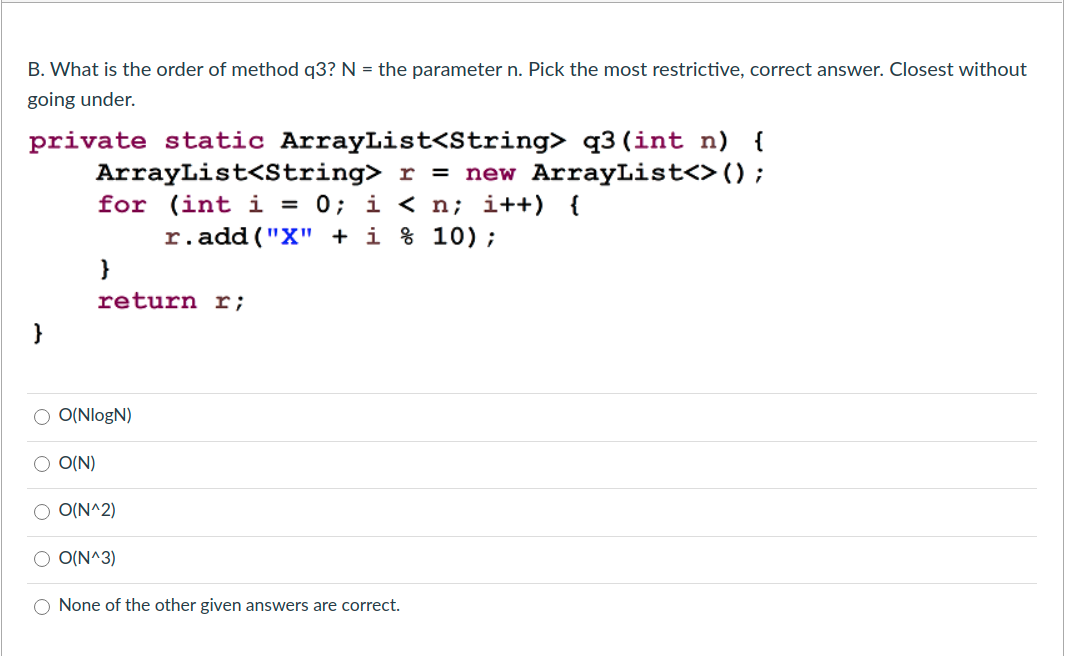 B. What is the order of method q3? N = the parameter n. Pick the most restrictive, correct answer. Closest without
going under.
private static ArrayList<String> q3(int n) {
    ArrayList<String> r = new ArrayList<>();
    for (int i = 0; i < n; i++) {
        r.add("X" + i % 10);
    }
    return r;
}
O(NlogN)
O(N)
O(N^2)
O(N^3)
None of the other given answers are correct.